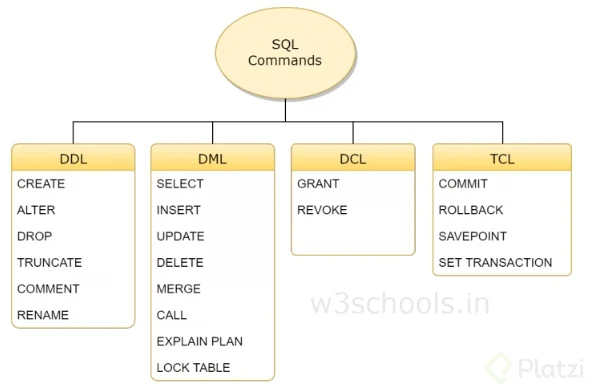 SQL
Commands
DDL
CREATE
ALTER
DROP
TRUNCATE
COMMENT
RENAME
DML
SELECT
INSERT
UPDATE
DELETE
MERGE
CALL
EXPLAIN PLAN
LOCK TABLE
DCL
GRANT
REVOKE
TCL
COMMIT
ROLLBACK
SAVEPOINT
SET TRANSACTION
w3schools.in
Platzi